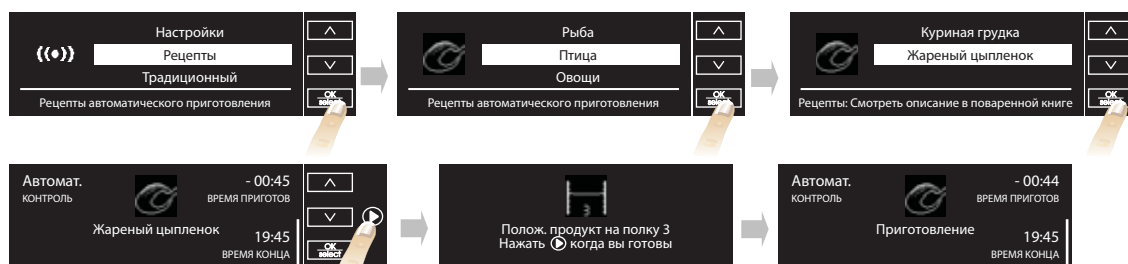 Настройки
Рецепты
Традиционный
Рецепты автоматического приготовления
OK
select
Рыба
Птица
Овощи
Рецепты автоматического приготовления
OK
select
Куриная грудка
Жареный цыпленок
Рецепты: Смотреть описание в поваренной книге
OK
select
Автомат. - 00:45
КОНТРОЛЬ ВРЕМЯ ПРИГОТОВ
Жареный цыпленок
19:45
ВРЕМЯ КОНЦА
OK
select
3
Полож. продукт на полку 3
Нажать когда вы готовы
Автомат. - 00:44
КОНТРОЛЬ ВРЕМЯ ПРИГОТОВ
Приготовление
19:45
ВРЕМЯ КОНЦА